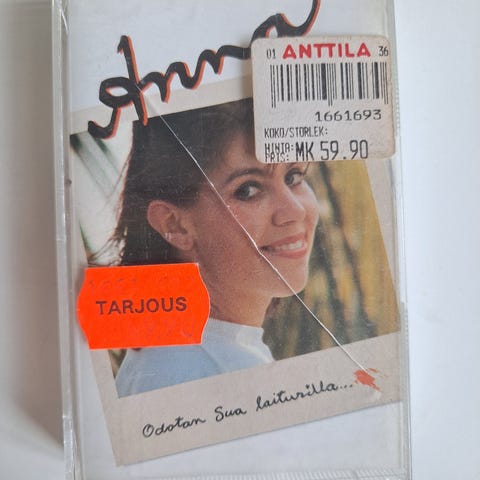 Anna
01 ANTTILA 36
1661693
KOKO/STORLEK:
HINTA: MK 59.90
PRIS:
TARJOUS
Odotan Sua laiturilla...